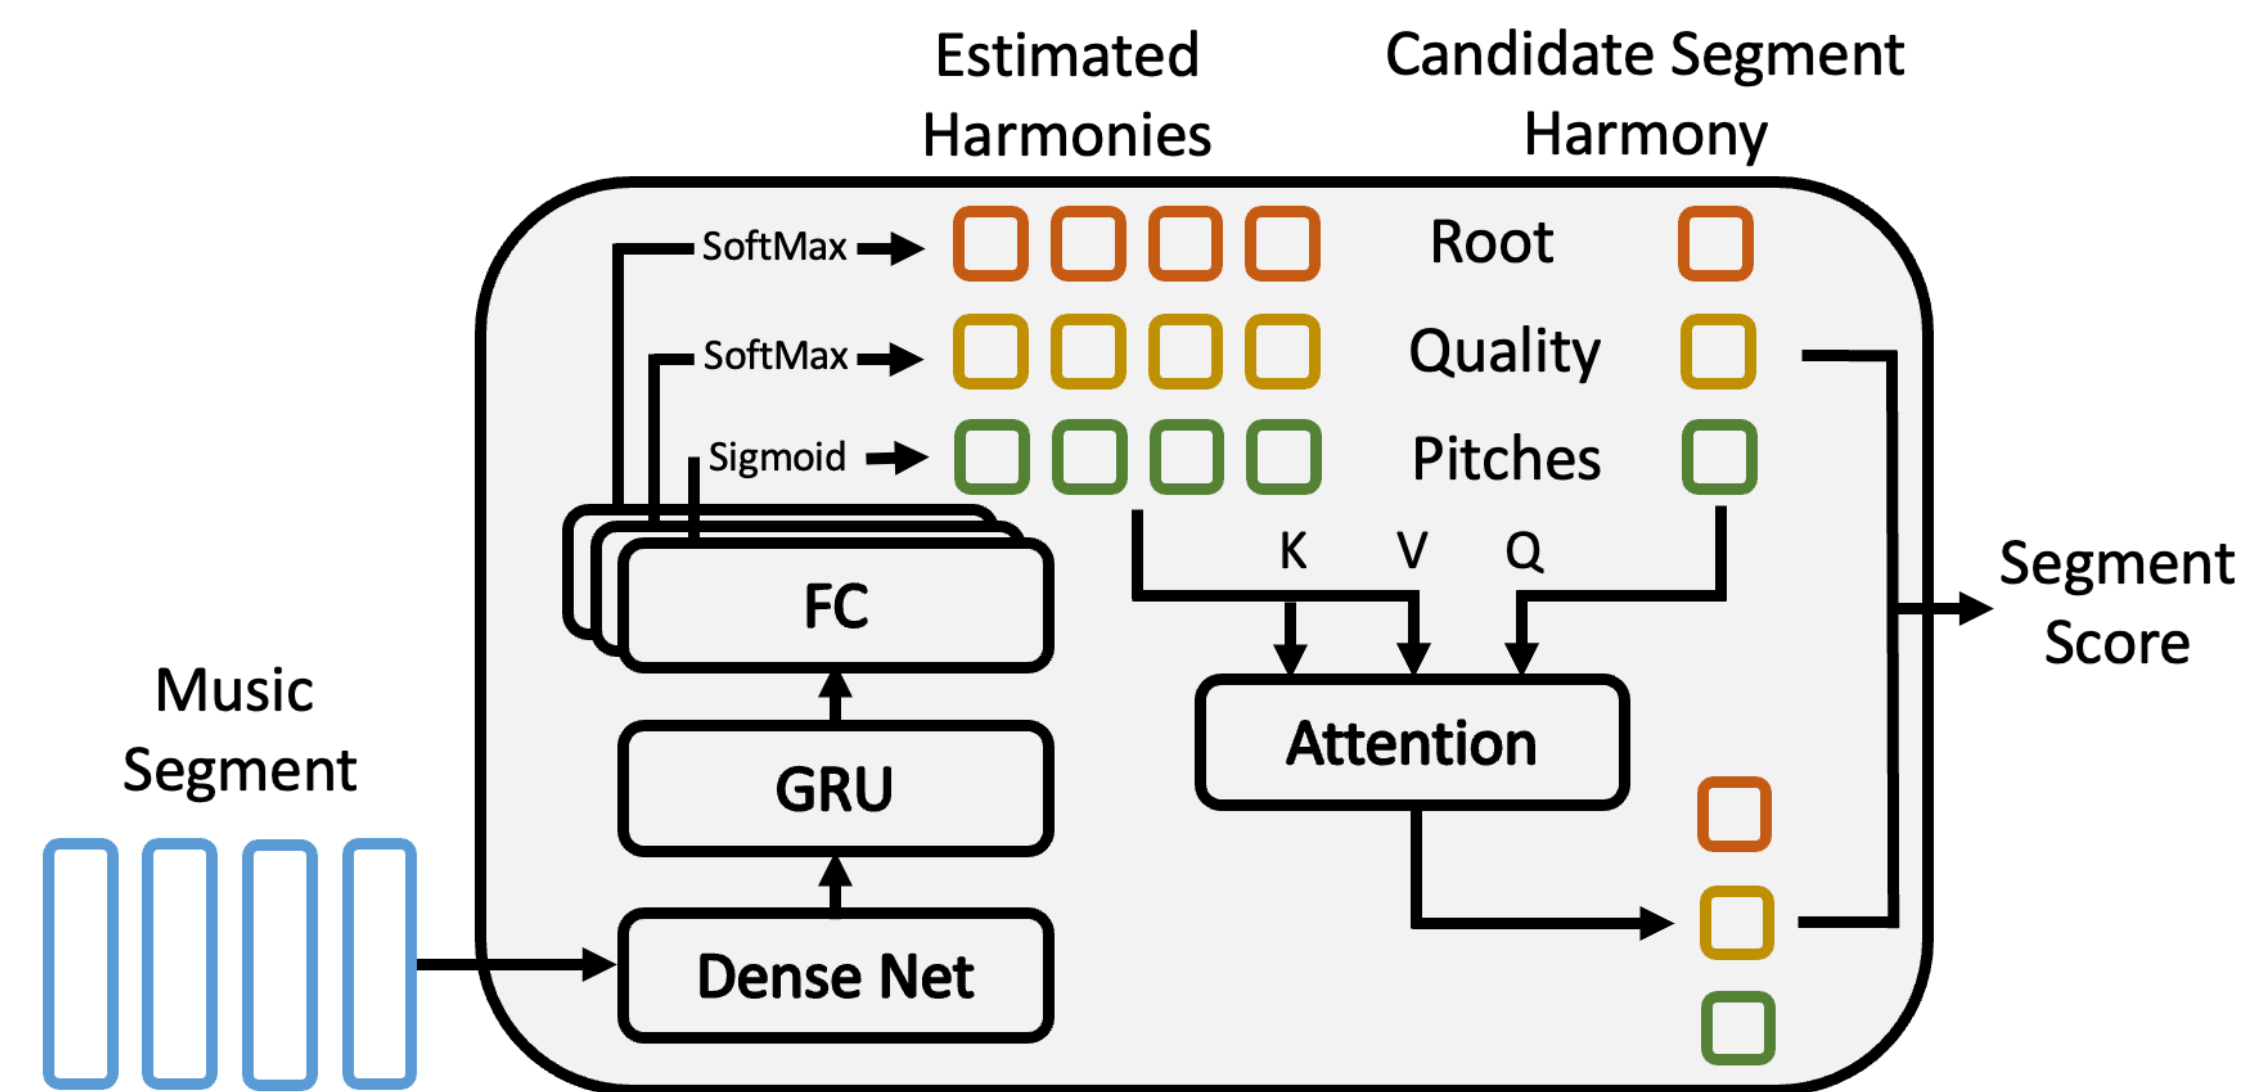 Estimated
Harmonies
Candidate Segment
Harmony
SoftMax
Root
SoftMax
Quality
Sigmoid
Pitches
K V Q
FC
Segment
Score
Attention
Music
Segment
GRU
Dense Net